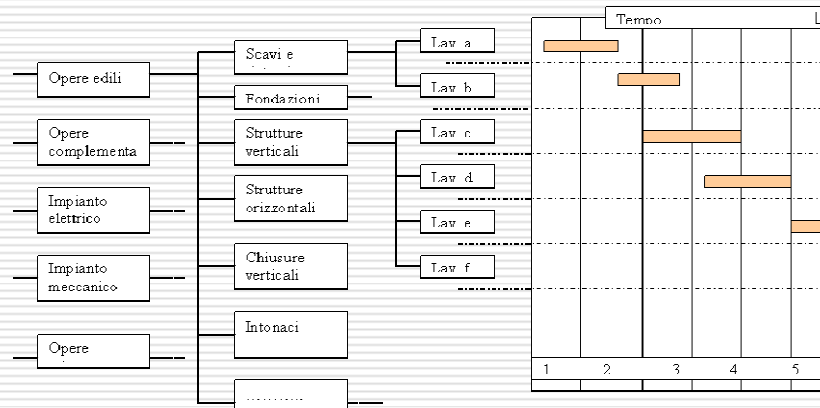 Tempo
L
Opere edili
Opere
complementa
Impianto
elettrico
Impianto
meccanico
Opere
Scavi e
Fondazioni
Strutture
verticali
Strutture
orizzontali
Chiusure
verticali
Intonaci
Lav. a
Lav. b
Lav. c
Lav. d
Lav. e
Lav. f
1 2 3 4 5